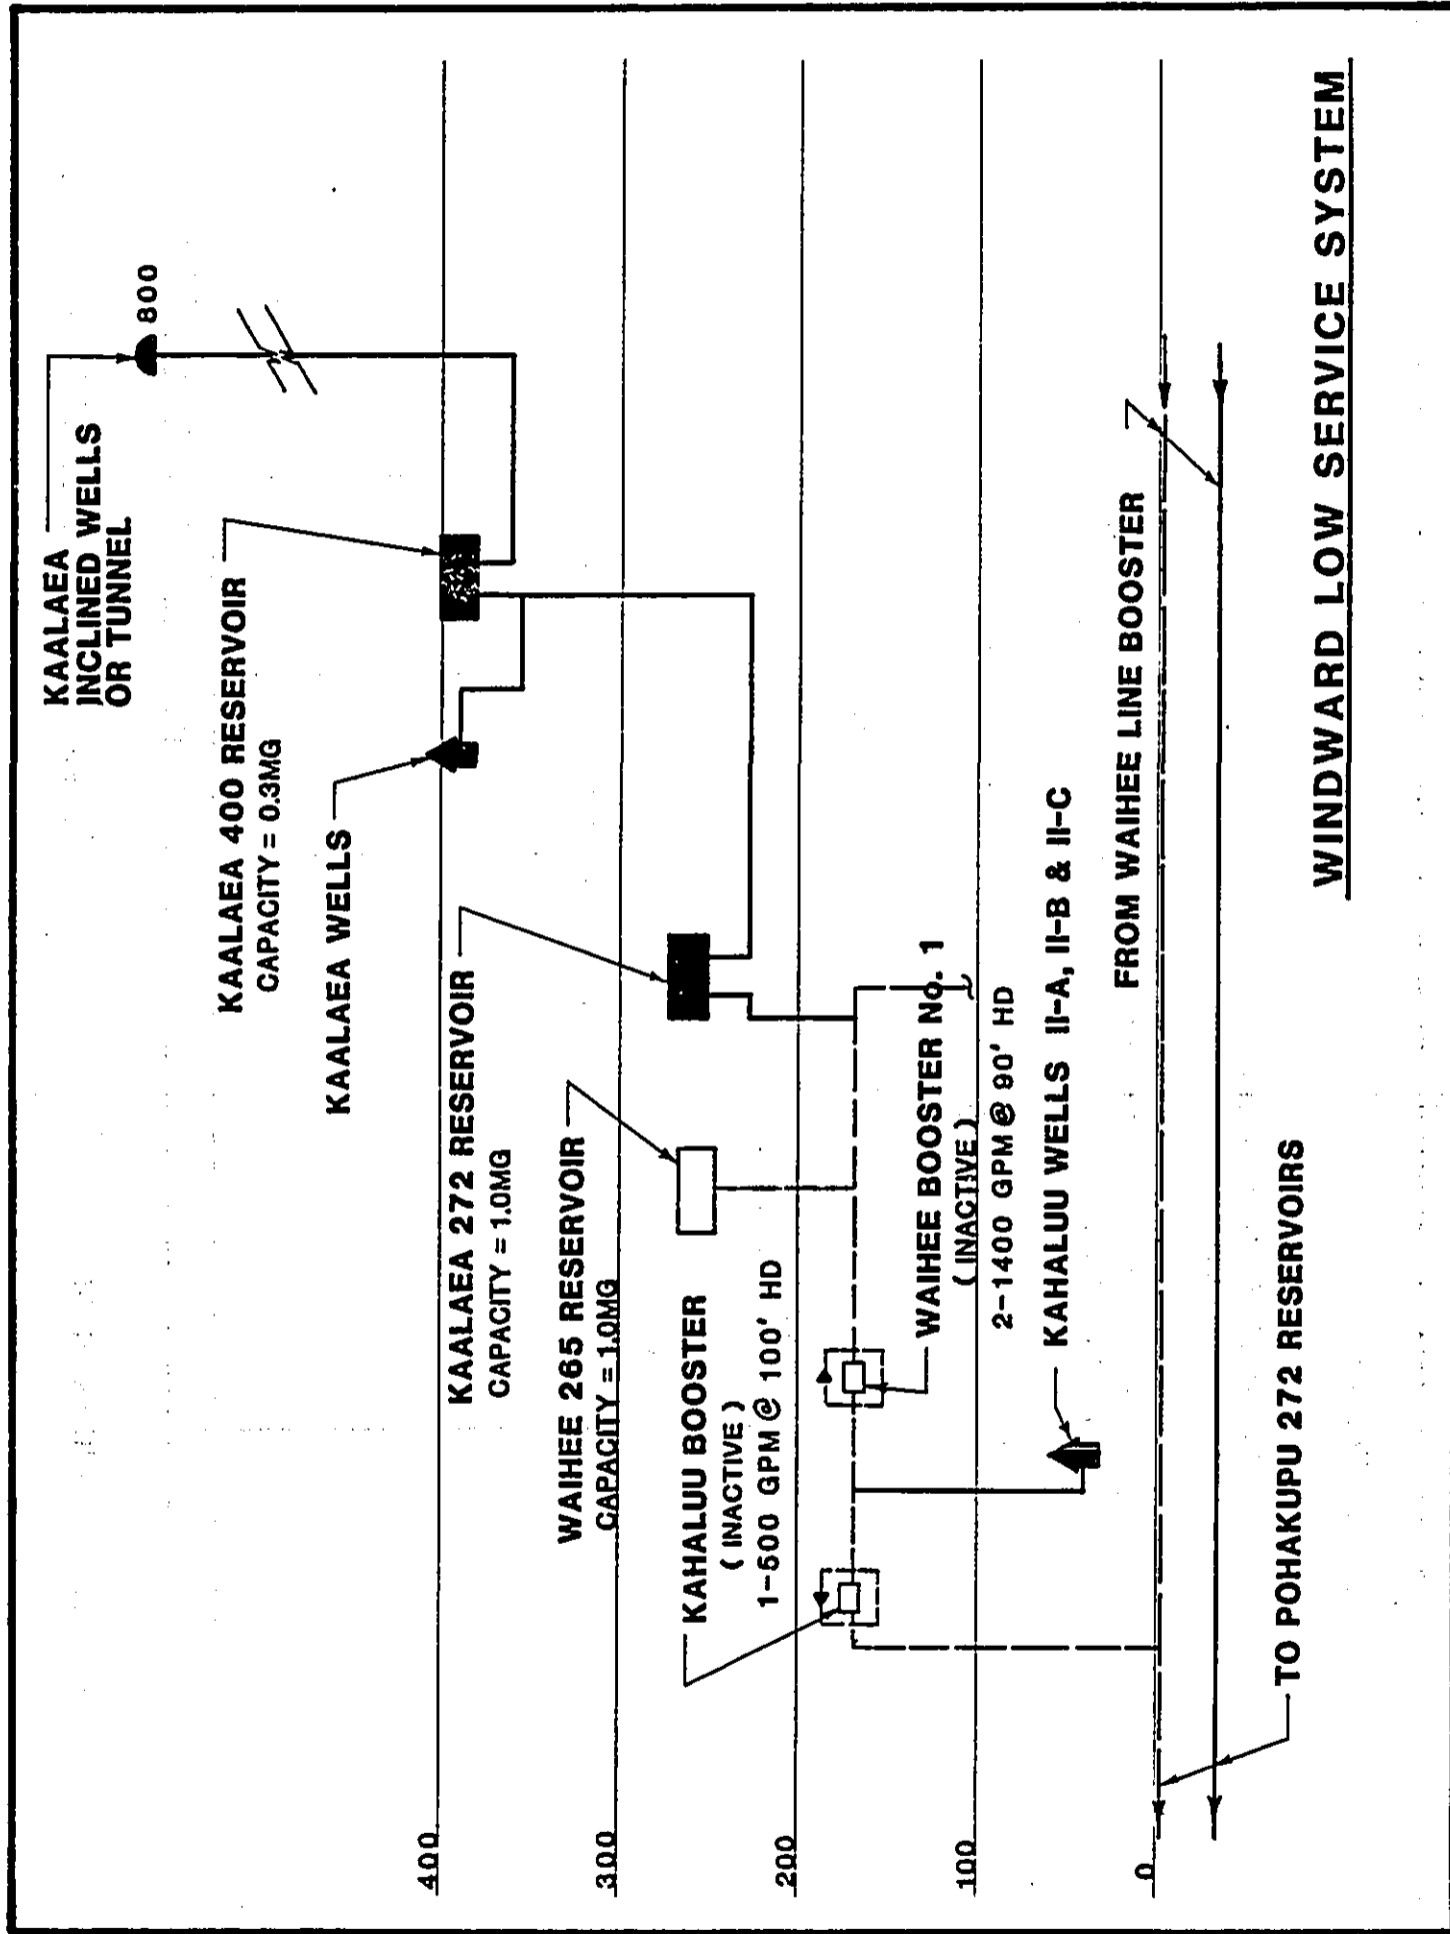 KAALAEA
INCLINED WELLS
OR TUNNEL
800
KAALAEA 400 RESERVOIR
CAPACITY = 0.3MG
KAALAEA WELLS
KAALAEA 272 RESERVOIR
CAPACITY = 1.0MG
WAIHEE 265 RESERVOIR
CAPACITY = 1.0MG
KAHALUU BOOSTER
( INACTIVE )
1-500 GPM @ 100' HD
WAIHEE BOOSTER No. 1
( INACTIVE )
2-1400 GPM @ 90' HD
KAHALUU WELLS II-A, II-B & II-C
FROM WAIHEE LINE BOOSTER
TO POHAKUPU 272 RESERVOIRS
400
300
200
100
0
WINDWARD LOW SERVICE SYSTEM